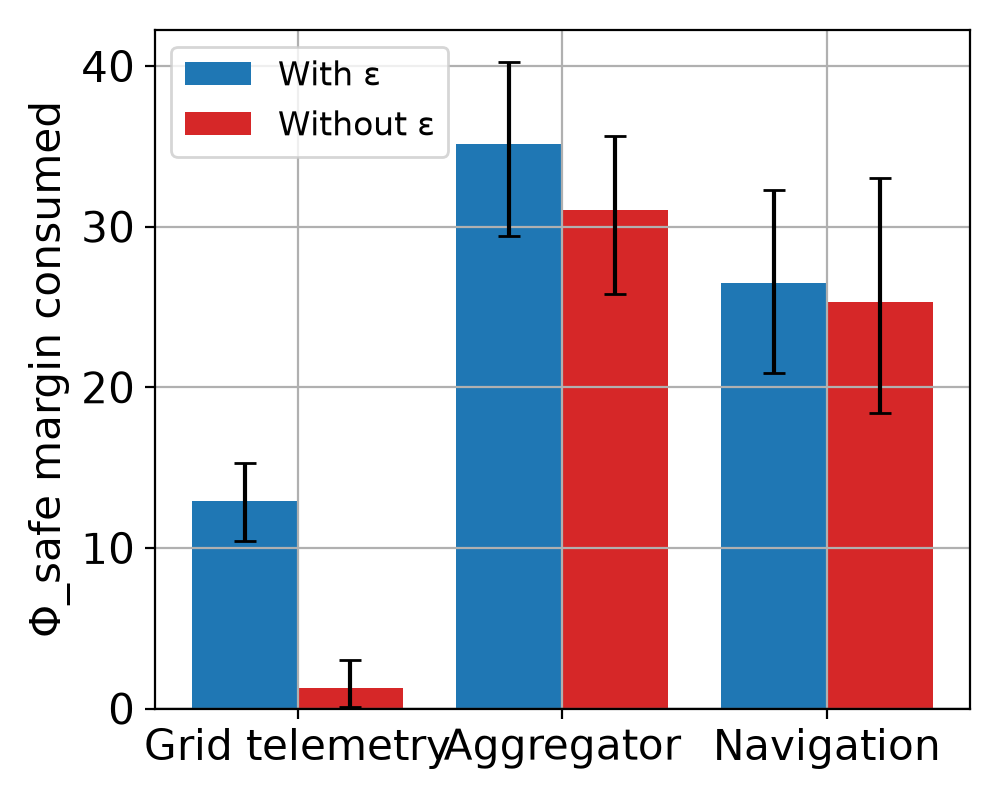 Φ_safe margin consumed
40
30
20
10
0
With ε
Without ε
Grid telemetry
Aggregator
Navigation